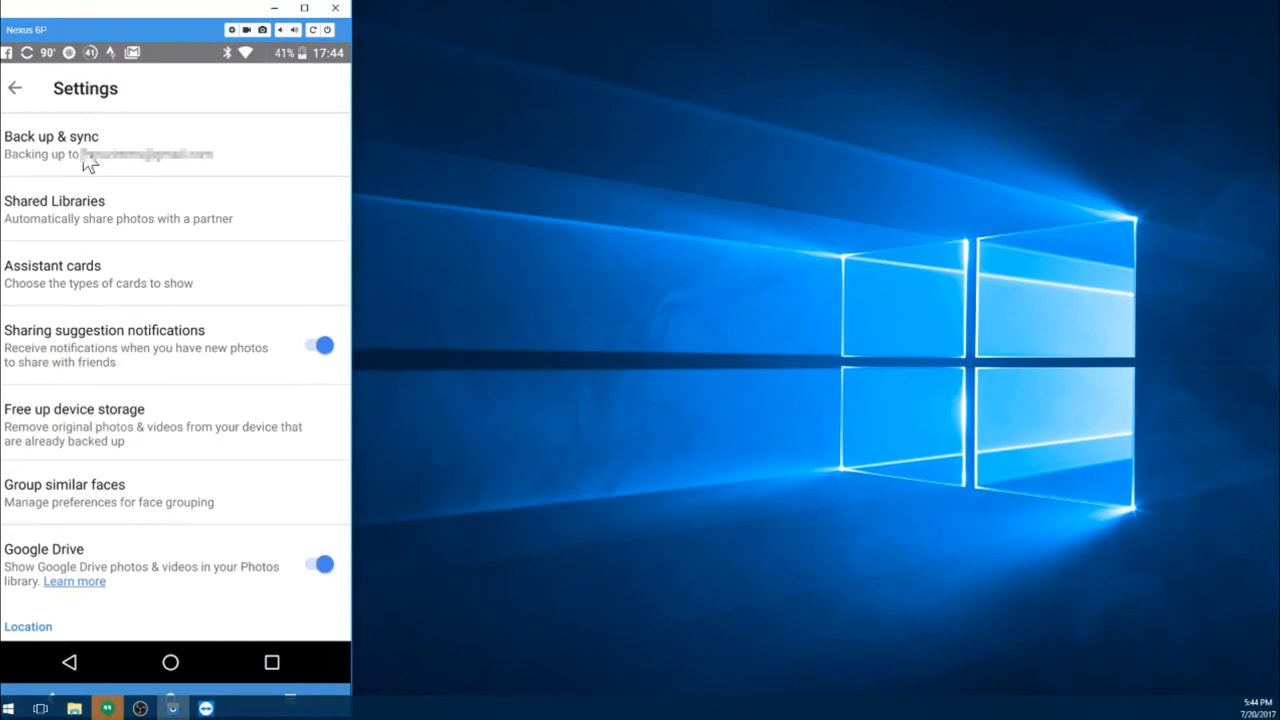 Nexus 6P
90° 41 41% 17:44
Settings
Back up & sync
Backing up to
Shared Libraries
Automatically share photos with a partner
Assistant cards
Choose the types of cards to show
Sharing suggestion notifications
Receive notifications when you have new photos
to share with friends
Free up device storage
Remove original photos & videos from your device that
are already backed up
Group similar faces
Manage preferences for face grouping
Google Drive
Show Google Drive photos & videos in your Photos
library. Learn more
Location
5:44 PM
7/20/2017